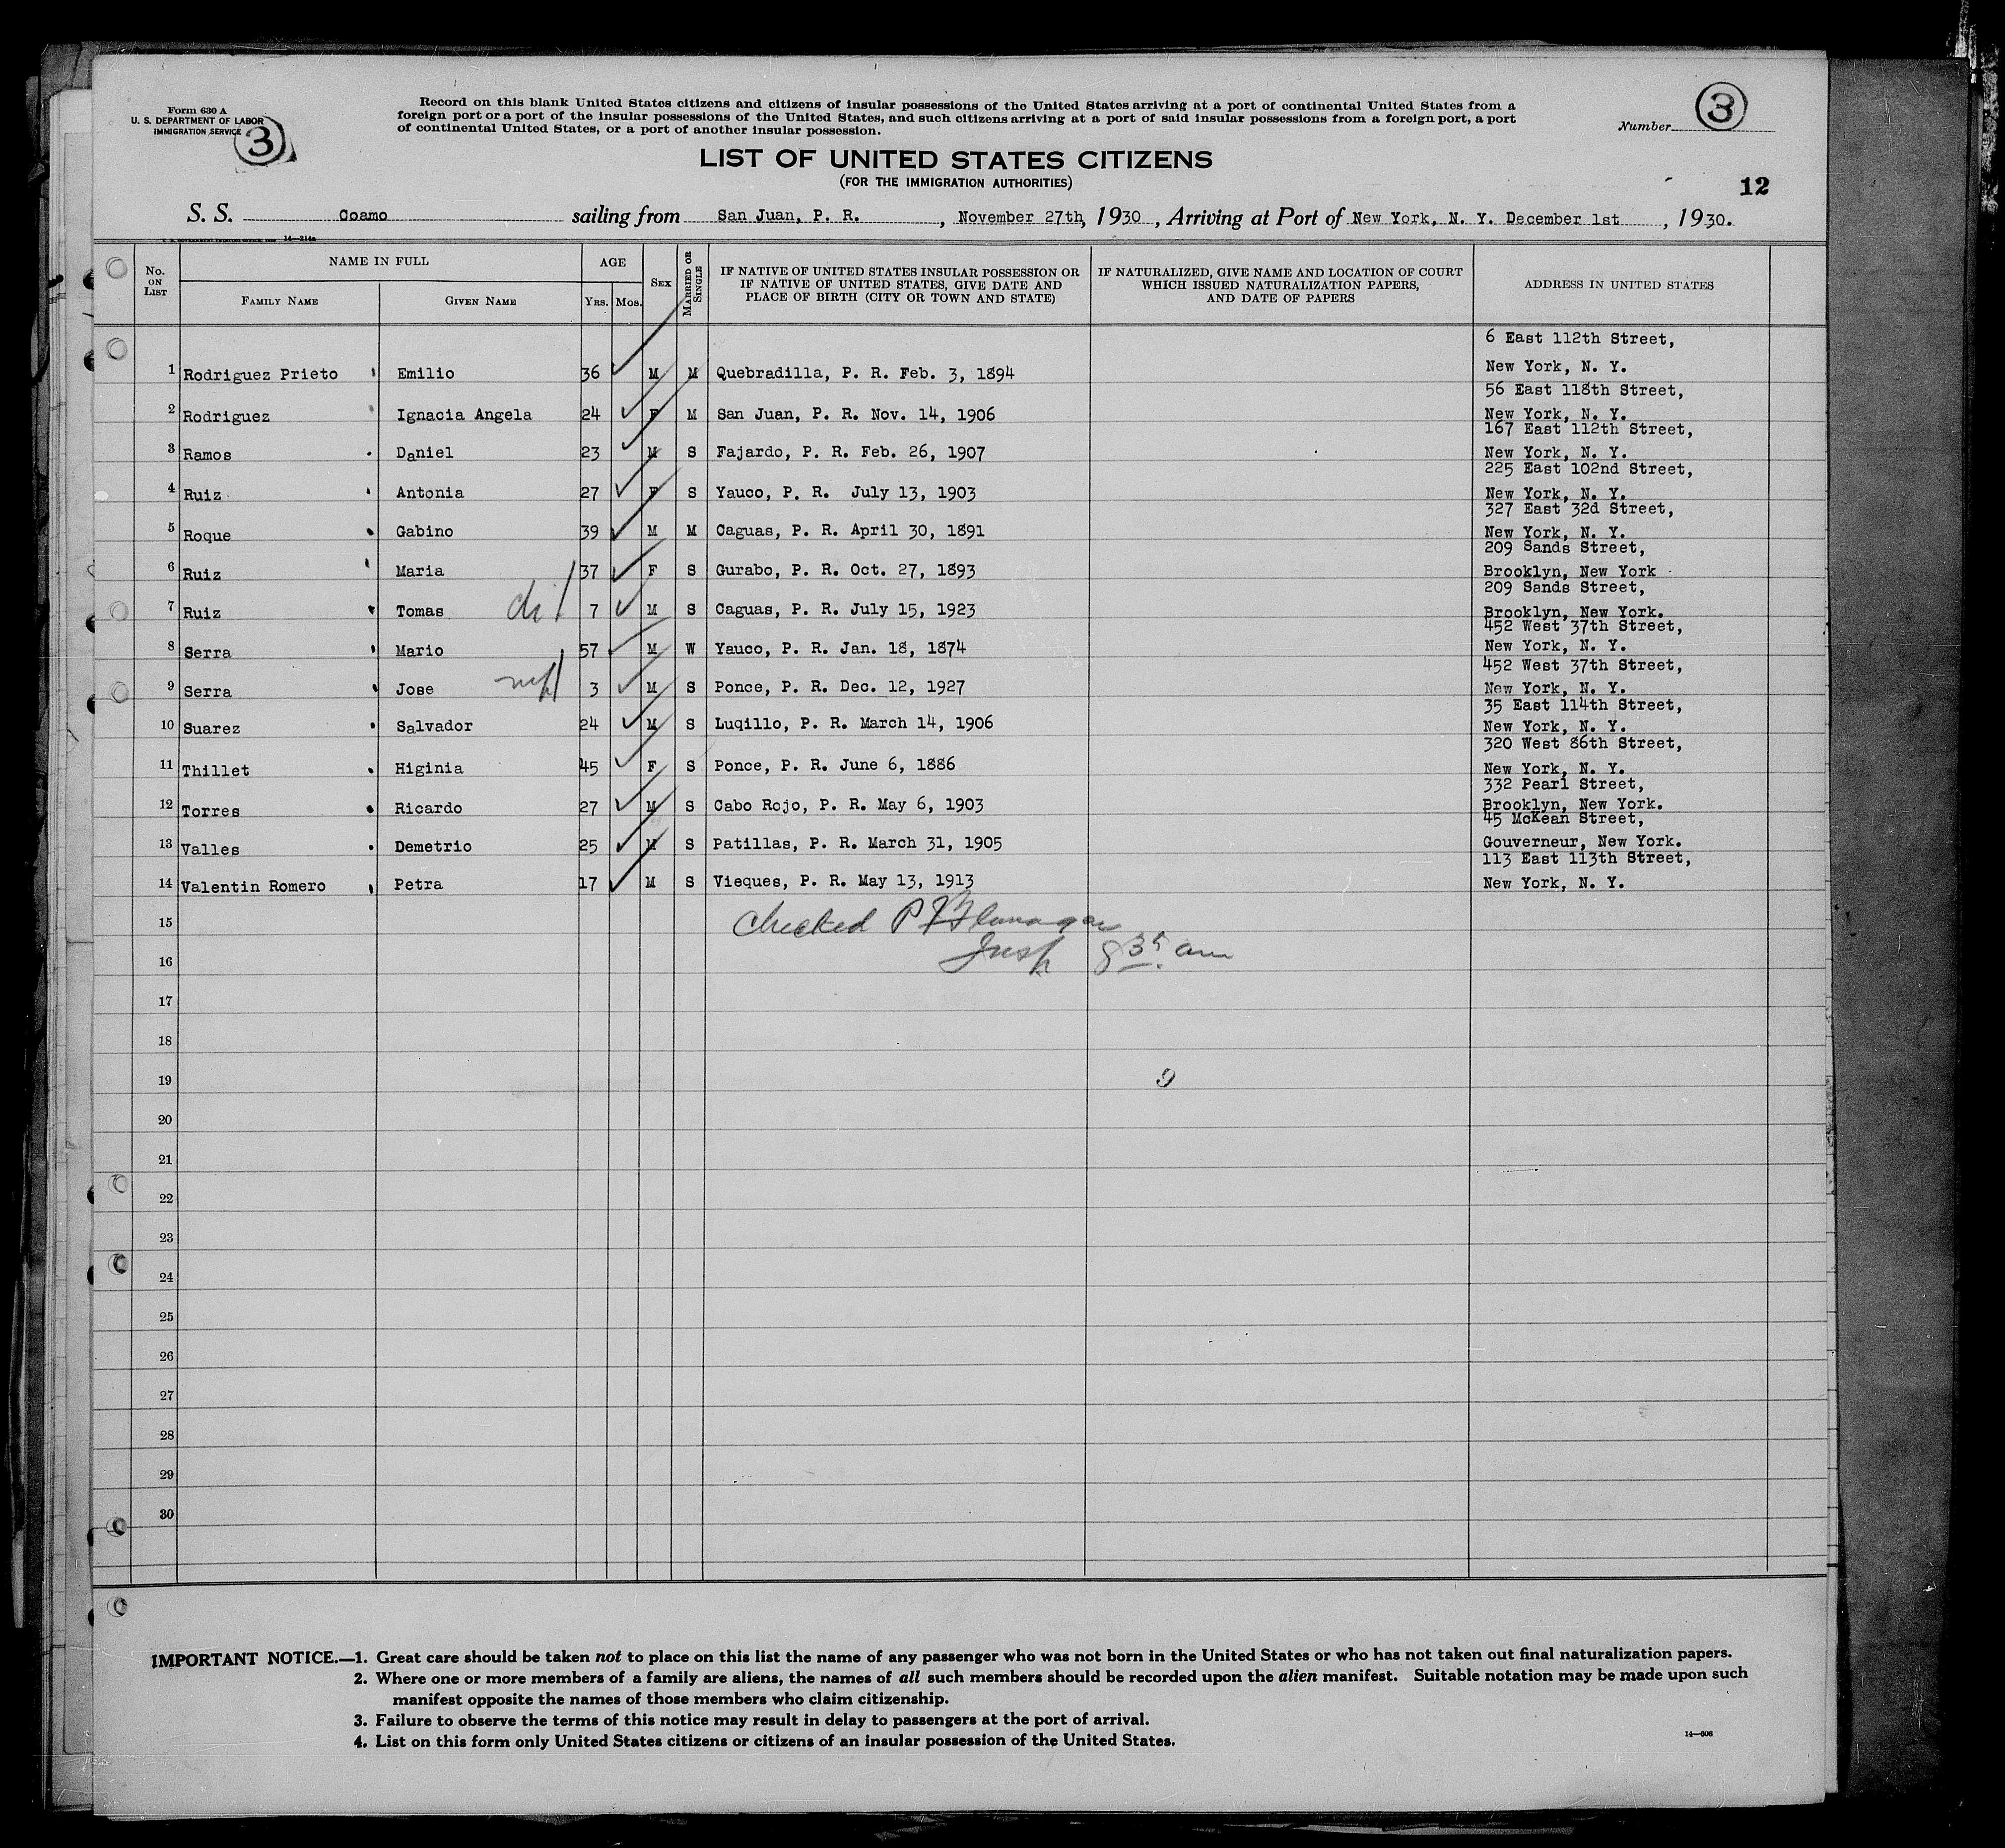 Form 630 A
U. S. DEPARTMENT OF LABOR
IMMIGRATION SERVICE
3
Record on this blank United States citizens and citizens of insular possessions of the United States arriving at a port of continental United States from a
foreign port or a port of the insular possessions of the United States, and such citizens arriving at a port of said insular possessions from a foreign port, a port
of continental United States, or a port of another insular possession.
Number 3
LIST OF UNITED STATES CITIZENS
(FOR THE IMMIGRATION AUTHORITIES)
12
S. S. Coamo sailing from San Juan, P. R. , November 27th, 1930 , Arriving at Port of New York, N. Y. December 1st , 1930.
14—214a
No. ON LIST NAME IN FULL AGE SEX MARRIED OR SINGLE IF NATIVE OF UNITED STATES INSULAR POSSESSION OR IF NATIVE OF UNITED STATES, GIVE DATE AND PLACE OF BIRTH (CITY OR TOWN AND STATE) IF NATURALIZED, GIVE NAME AND LOCATION OF COURT WHICH ISSUED NATURALIZATION PAPERS, AND DATE OF PAPERS ADDRESS IN UNITED STATES
FAMILY NAME GIVEN NAME YRS. MOS.
6 East 112th Street,
1 Rodriguez Prieto Emilio 36 M M Quebradilla, P. R. Feb. 3, 1894 New York, N. Y.
56 East 118th Street,
2 Rodriguez Ignacia Angela 24 F M San Juan, P. R. Nov. 14, 1906 New York, N. Y.
167 East 112th Street,
3 Ramos Daniel 23 M S Fajardo, P. R. Feb. 26, 1907 New York, N. Y.
225 East 102nd Street,
4 Ruiz Antonia 27 F S Yauco, P. R. July 13, 1903 New York, N. Y.
327 East 32d Street,
5 Roque Gabino 39 M M Caguas, P. R. April 30, 1891 New York, N. Y.
209 Sands Street,
6 Ruiz Maria 37 F S Gurabo, P. R. Oct. 27, 1893 Brooklyn, New York
209 Sands Street,
7 Ruiz Tomas 7 M S Caguas, P. R. July 15, 1923 Brooklyn, New York.
452 West 37th Street,
8 Serra Mario 57 M W Yauco, P. R. Jan. 18, 1874 New York, N. Y.
452 West 37th Street,
9 Serra Jose 3 M S Ponce, P. R. Dec. 12, 1927 New York, N. Y.
35 East 114th Street,
10 Suarez Salvador 24 M S Luqillo, P. R. March 14, 1906 New York, N. Y.
320 West 86th Street,
11 Thillet Higinia 45 F S Ponce, P. R. June 6, 1886 New York, N. Y.
332 Pearl Street,
12 Torres Ricardo 27 M S Cabo Rojo, P. R. May 6, 1903 Brooklyn, New York.
45 McKean Street,
13 Valles Demetrio 25 M S Patillas, P. R. March 31, 1905 Gouverneur, New York.
113 East 113th Street,
14 Valentin Romero Petra 17 M S Vieques, P. R. May 13, 1913 New York, N. Y.
15 Checked P F Flanagan
16 Insp 8 35 am
17
18
19
20
21
22
23
24
25
26
27
28
29
30
IMPORTANT NOTICE.—1. Great care should be taken not to place on this list the name of any passenger who was not born in the United States or who has not taken out final naturalization papers.
2. Where one or more members of a family are aliens, the names of all such members should be recorded upon the alien manifest. Suitable notation may be made upon such
manifest opposite the names of those members who claim citizenship.
3. Failure to observe the terms of this notice may result in delay to passengers at the port of arrival.
4. List on this form only United States citizens or citizens of an insular possession of the United States.
14—608